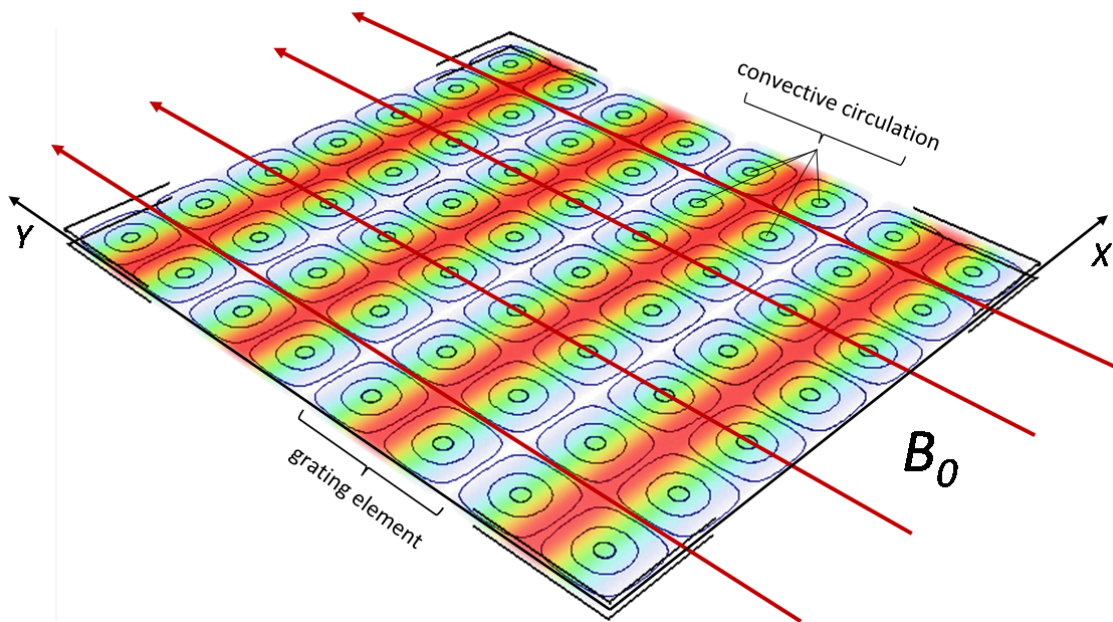 convective circulation
Y
X
B0
grating element